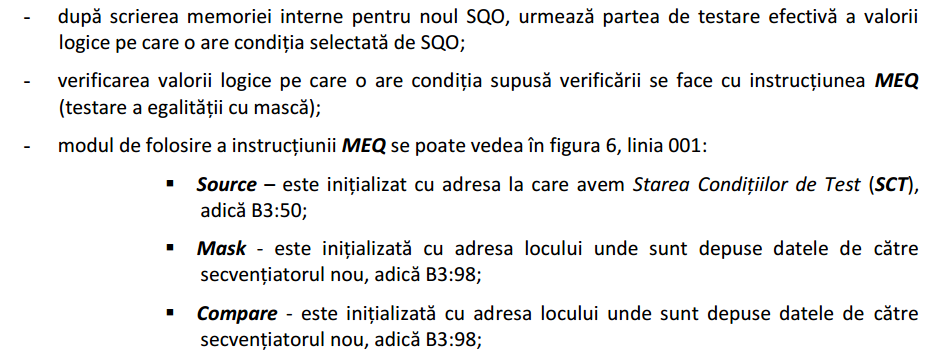 - după scrierea memoriei interne pentru noul SQO, urmează partea de testare efectivă a valorii
logice pe care o are condiția selectată de SQO;
- verificarea valorii logice pe care o are condiția supusă verificării se face cu instrucțiunea MEQ
(testare a egalității cu mască);
- modul de folosire a instrucțiunii MEQ se poate vedea în figura 6, linia 001:
▪ Source – este inițializat cu adresa la care avem Starea Condițiilor de Test (SCT),
adică B3:50;
▪ Mask - este inițializată cu adresa locului unde sunt depuse datele de către
secvențiatorul nou, adică B3:98;
▪ Compare - este inițializată cu adresa locului unde sunt depuse datele de către
secvențiatorul nou, adică B3:98;